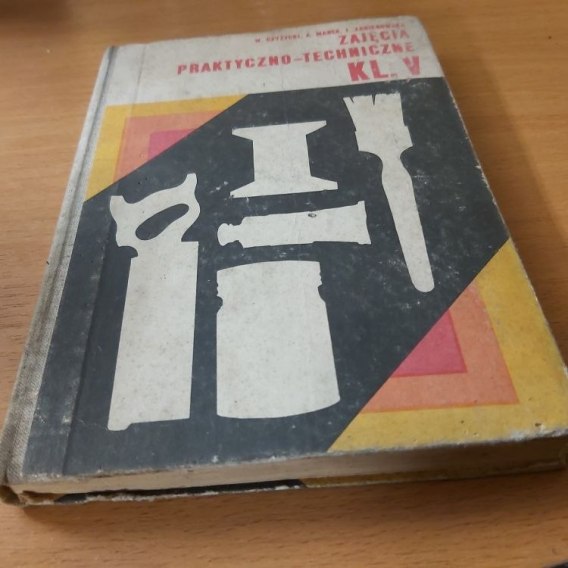 ZAJĘCIA
PRAKTYCZNO-TECHNICZNE
KL. V